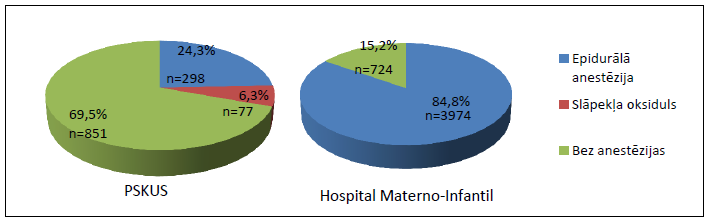 24,3%
n=298
6,3%
n=77
69,5%
n=851
PSKUS
15,2%
n=724
84,8%
n=3974
Hospital Materno-Infantil
Epidurālā
anestēzija
Slāpekļa oksiduls
Bez anestēzijas